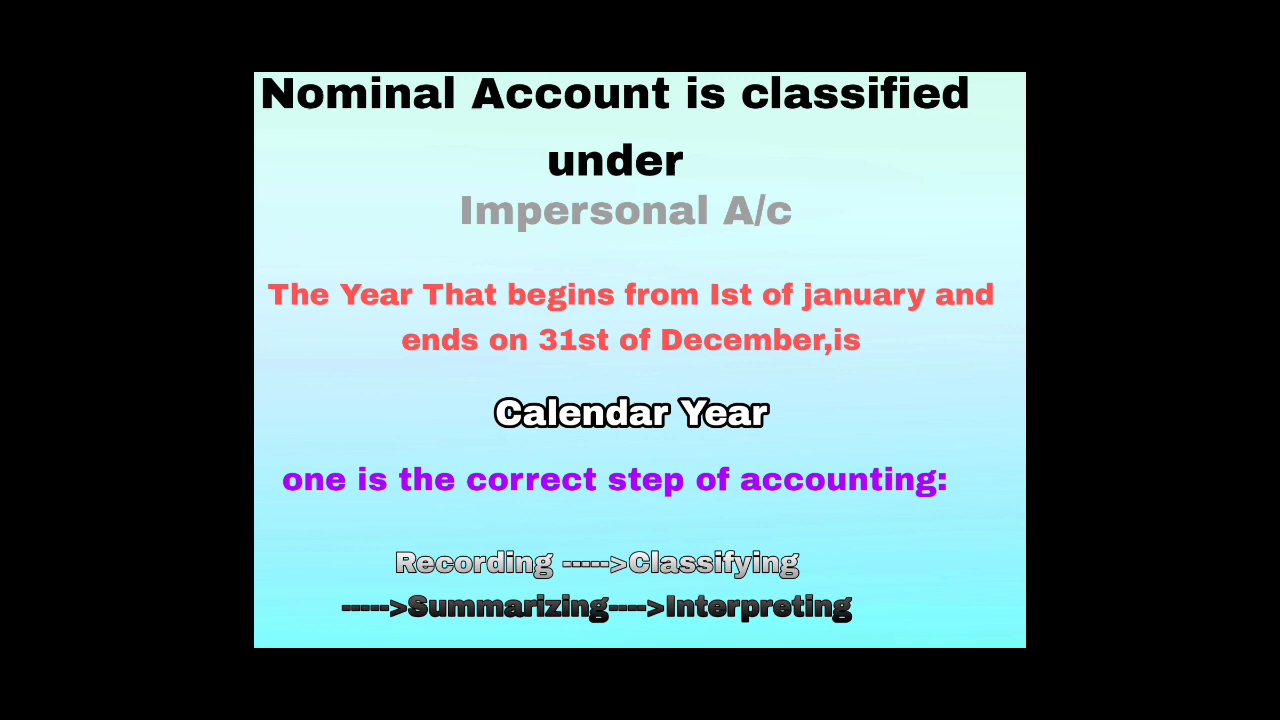 Nominal Account is classified
under
Impersonal A/c
The Year That begins from Ist of january and
ends on 31st of December,is
Calendar Year
one is the correct step of accounting:
Recording ----->Classifying
----->Summarizing---->Interpreting